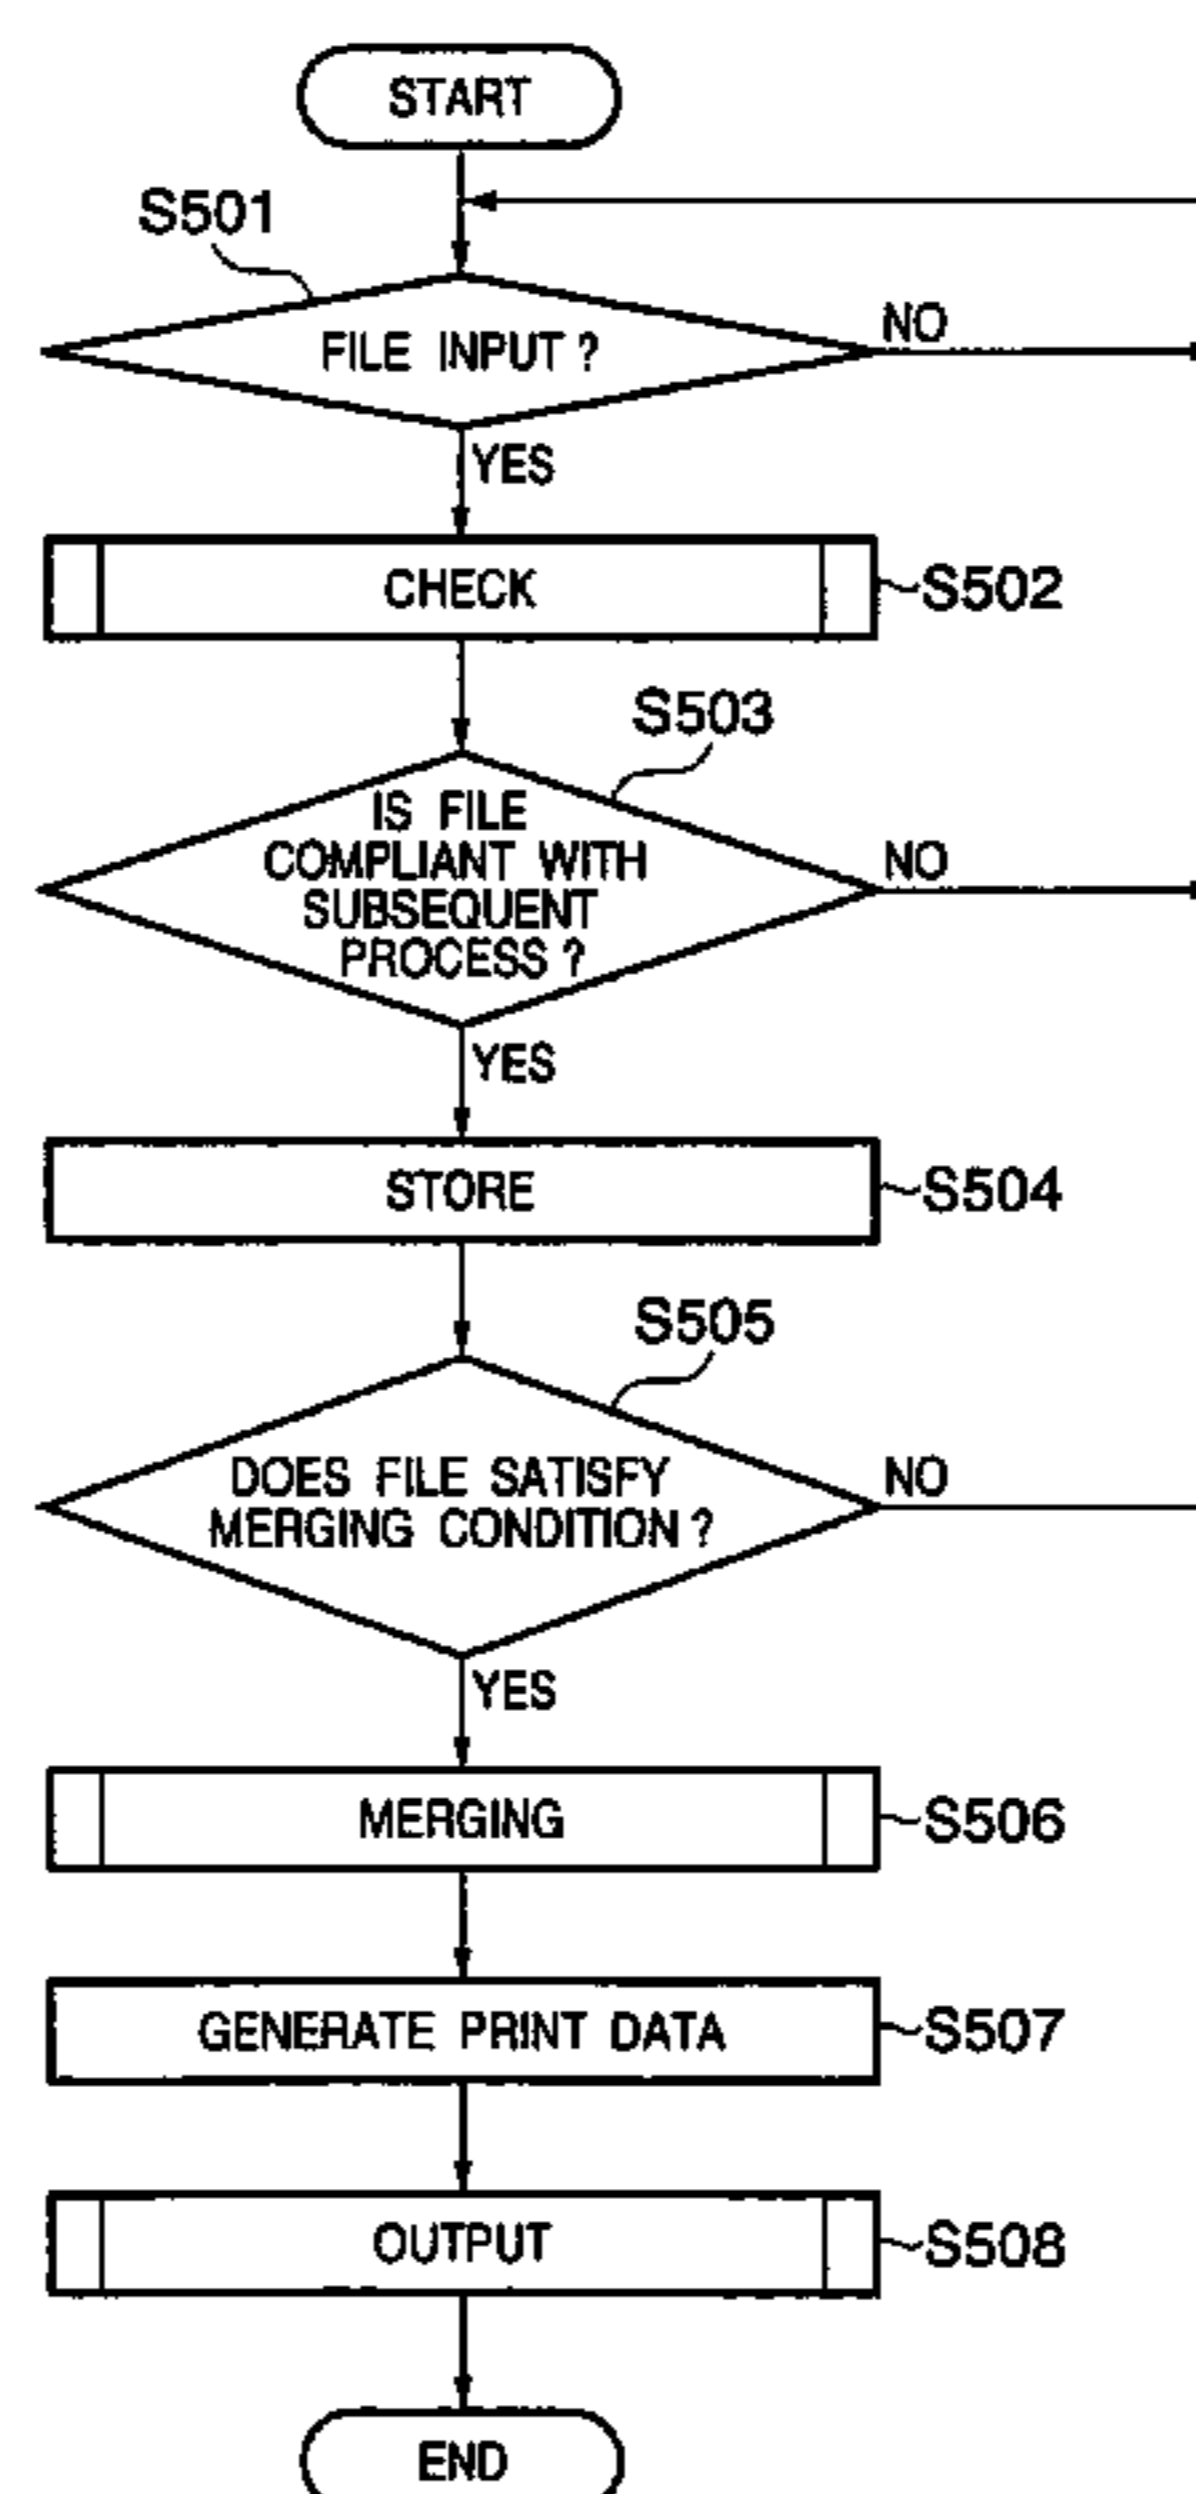 START
S501
FILE INPUT?
NO
YES
CHECK
S502
S503
IS FILE
COMPLIANT WITH
SUBSEQUENT
PROCESS?
NO
YES
STORE
S504
S505
DOES FILE SATISFY
MERGING CONDITION?
NO
YES
MERGING
S506
GENERATE PRINT DATA
S507
OUTPUT
S508
END